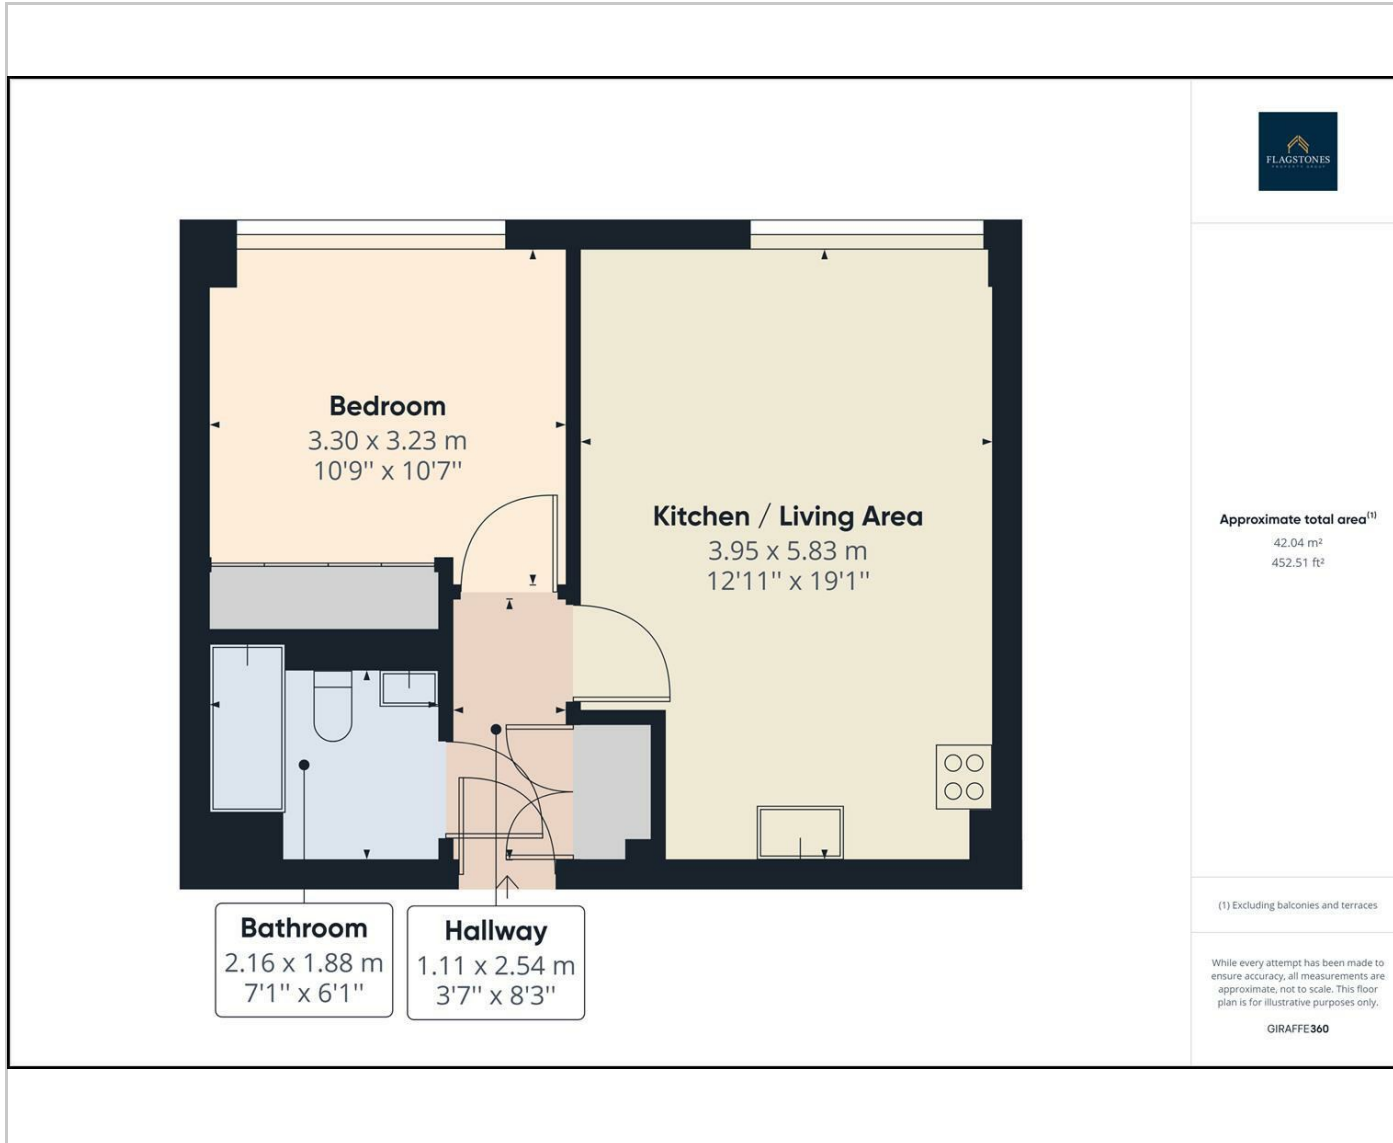 FLAGSTONES
PROPERTY GROUP
Bedroom
3.30 x 3.23 m
10'9'' x 10'7''
Kitchen / Living Area
3.95 x 5.83 m
12'11'' x 19'1''
Bathroom
2.16 x 1.88 m
7'1'' x 6'1''
Hallway
1.11 x 2.54 m
3'7'' x 8'3''
Approximate total area(1)
42.04 m²
452.51 ft²
(1) Excluding balconies and terraces
While every attempt has been made to
ensure accuracy, all measurements are
approximate, not to scale. This floor
plan is for illustrative purposes only.
GIRAFFE360